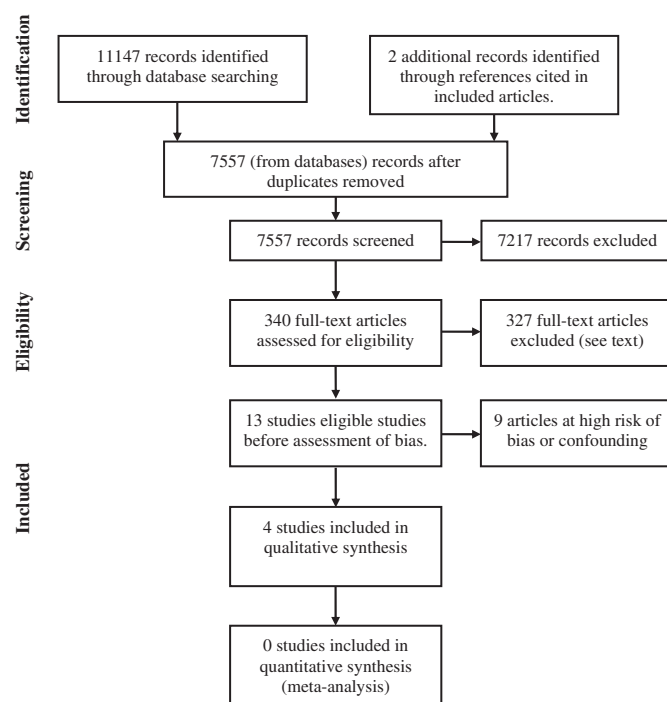 Identification
11147 records identified
through database searching
2 additional records identified
through references cited in
included articles.
7557 (from databases) records after
duplicates removed
Screening
7557 records screened
7217 records excluded
Eligibility
340 full-text articles
assessed for eligibility
327 full-text articles
excluded (see text)
13 studies eligible studies
before assessment of bias.
9 articles at high risk of
bias or confounding
Included
4 studies included in
qualitative synthesis
0 studies included in
quantitative synthesis
(meta-analysis)